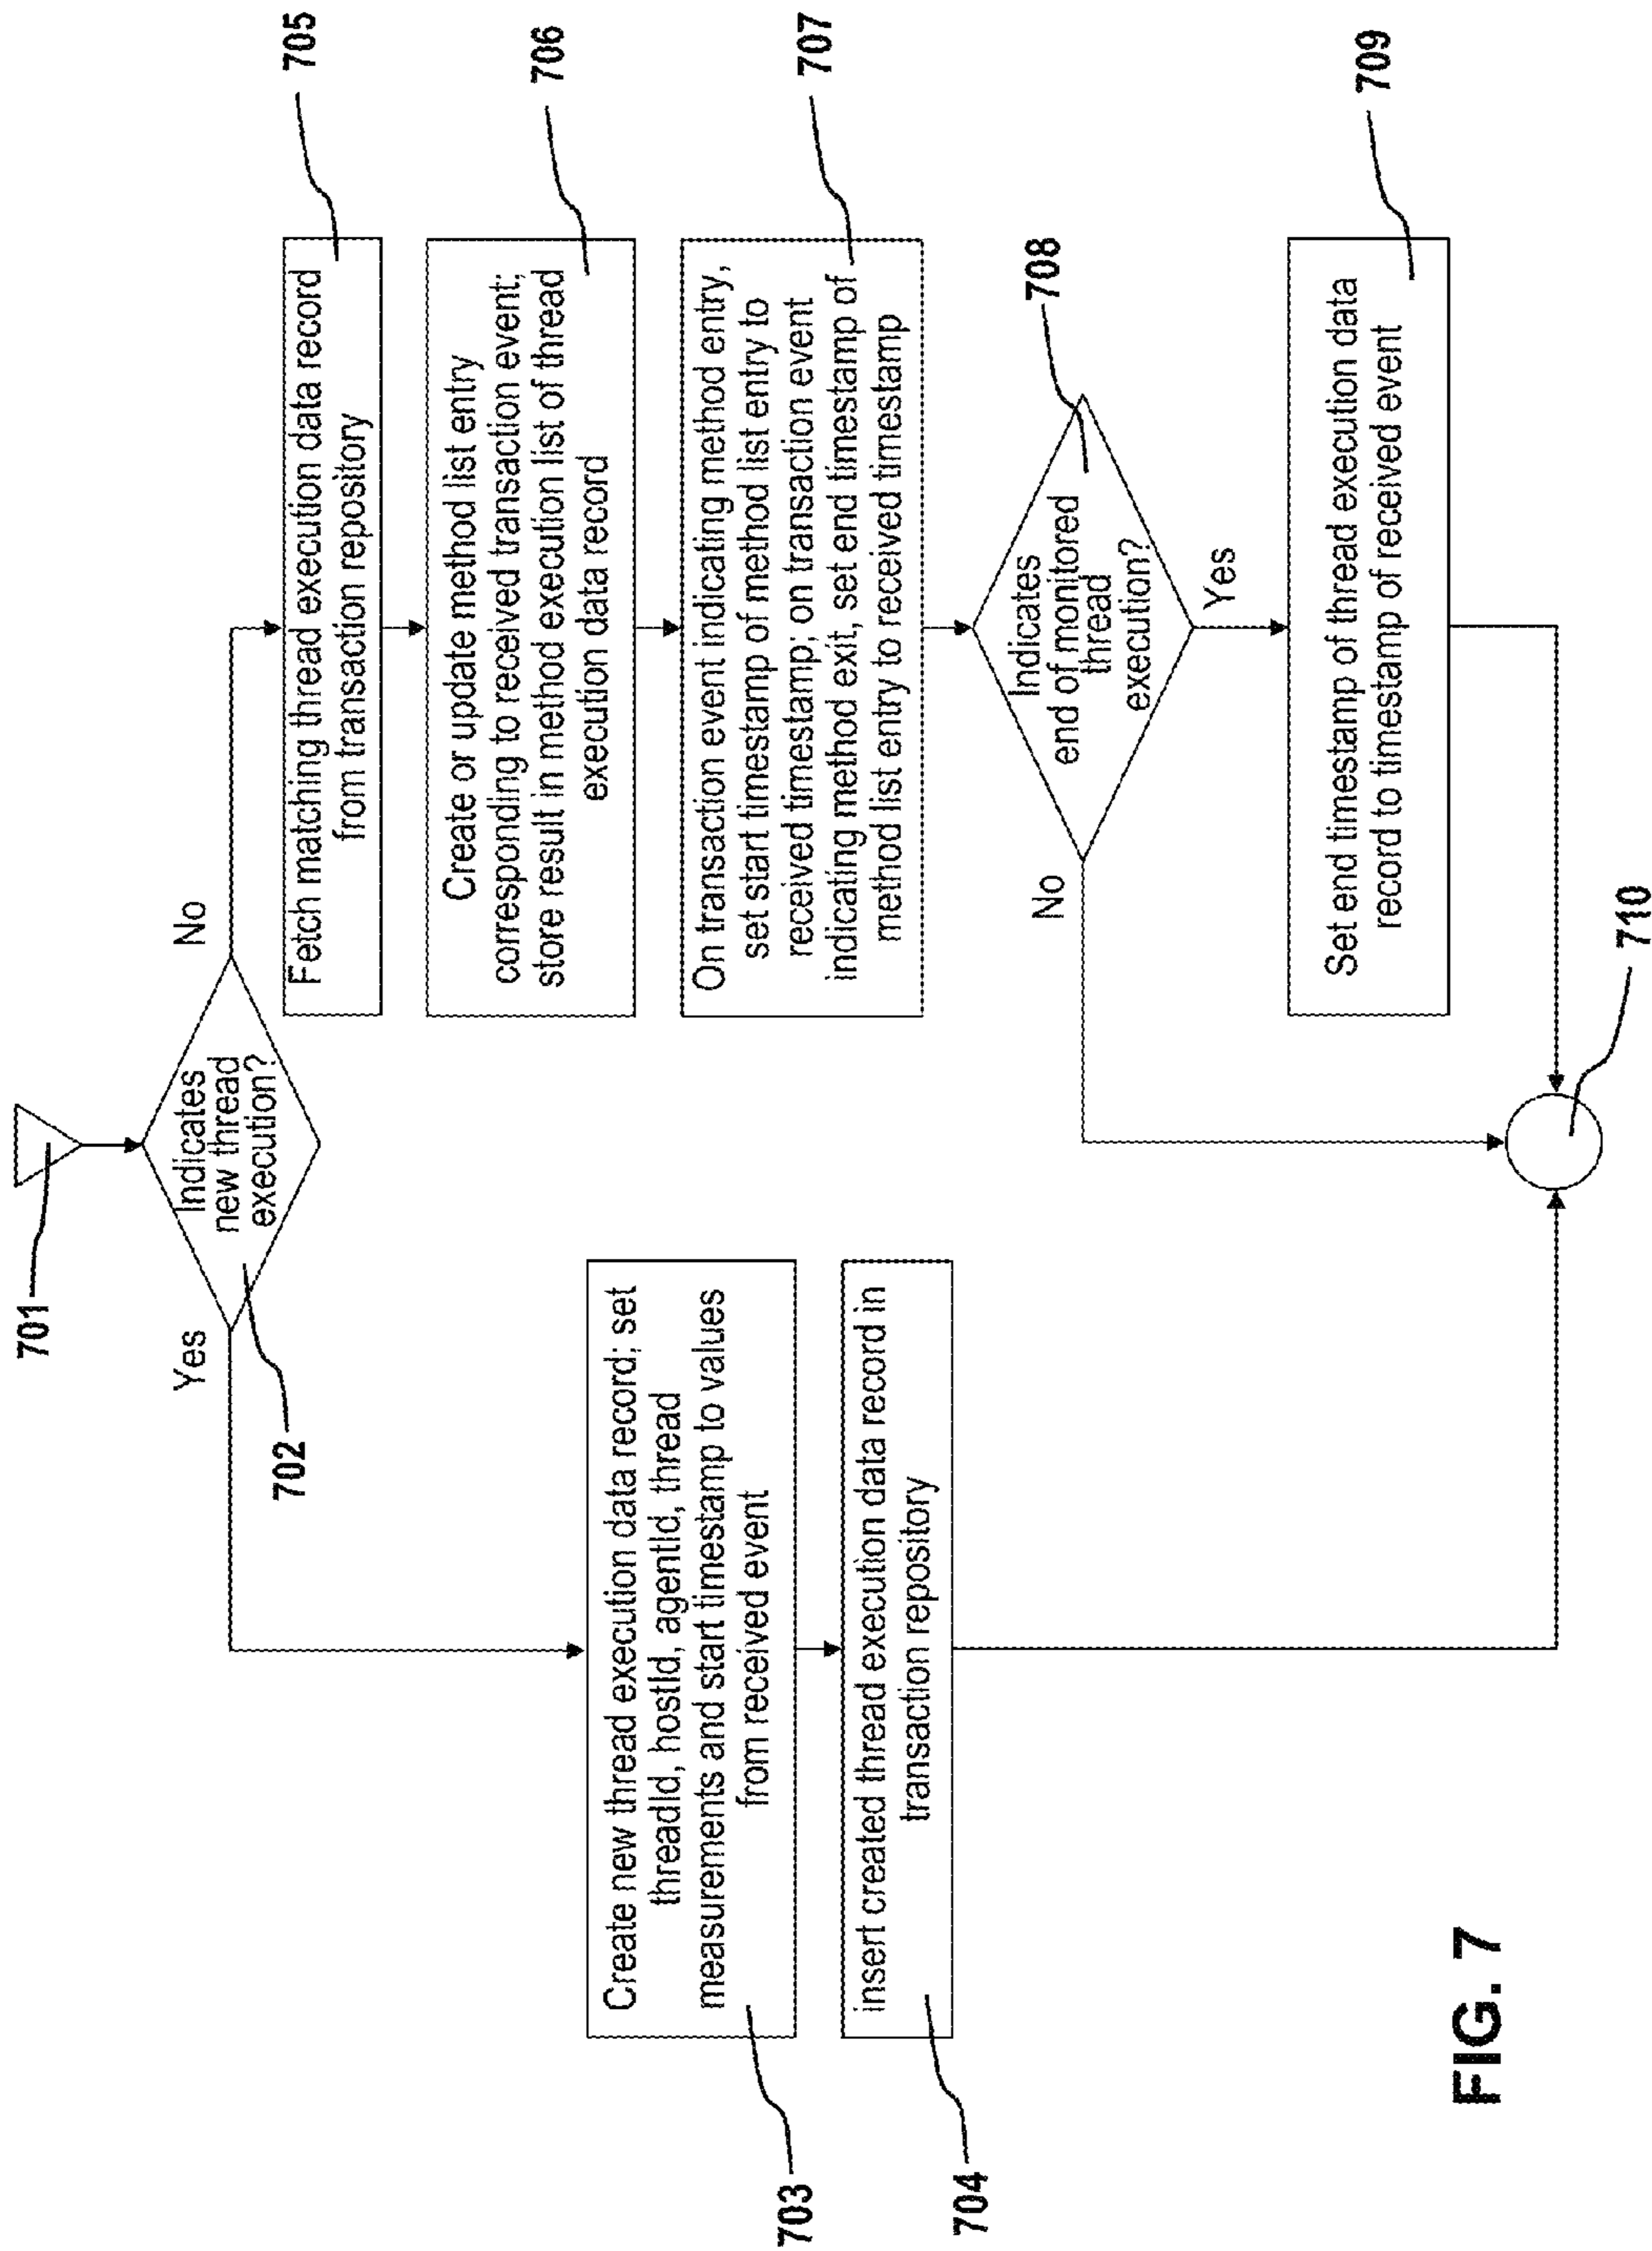 701
Indicates
new thread
execution?
702
Yes
No
Create new thread execution data record; set
threadId, hostId, agentId, thread
measurements and start timestamp to values
from received event
703
insert created thread execution data record in
transaction repository
704
Fetch matching thread execution data record
from transaction repository
705
Create or update method list entry
corresponding to received transaction event;
store result in method execution list of thread
execution data record
706
On transaction event indicating method entry,
set start timestamp of method list entry to
received timestamp; on transaction event
indicating method exit, set end timestamp of
method list entry to received timestamp
707
Indicates
end of monitored
thread
execution?
708
No
Yes
Set end timestamp of thread execution data
record to timestamp of received event
709
710
FIG. 7